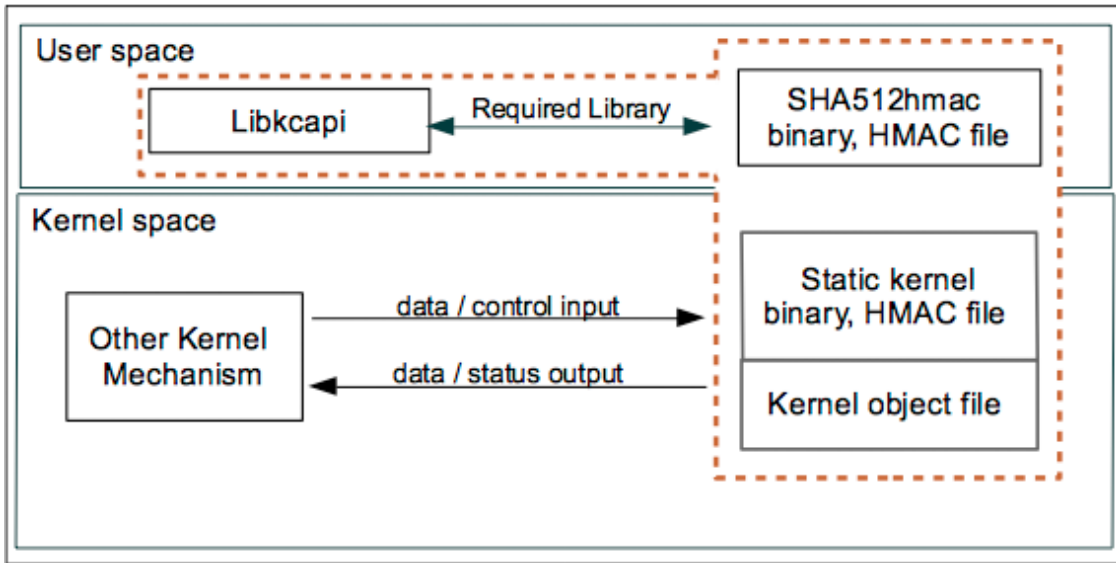 User space
Libkcapi
Required Library
SHA512hmac
binary, HMAC file
Kernel space
Other Kernel
Mechanism
data / control input
data / status output
Static kernel
binary, HMAC file
Kernel object file